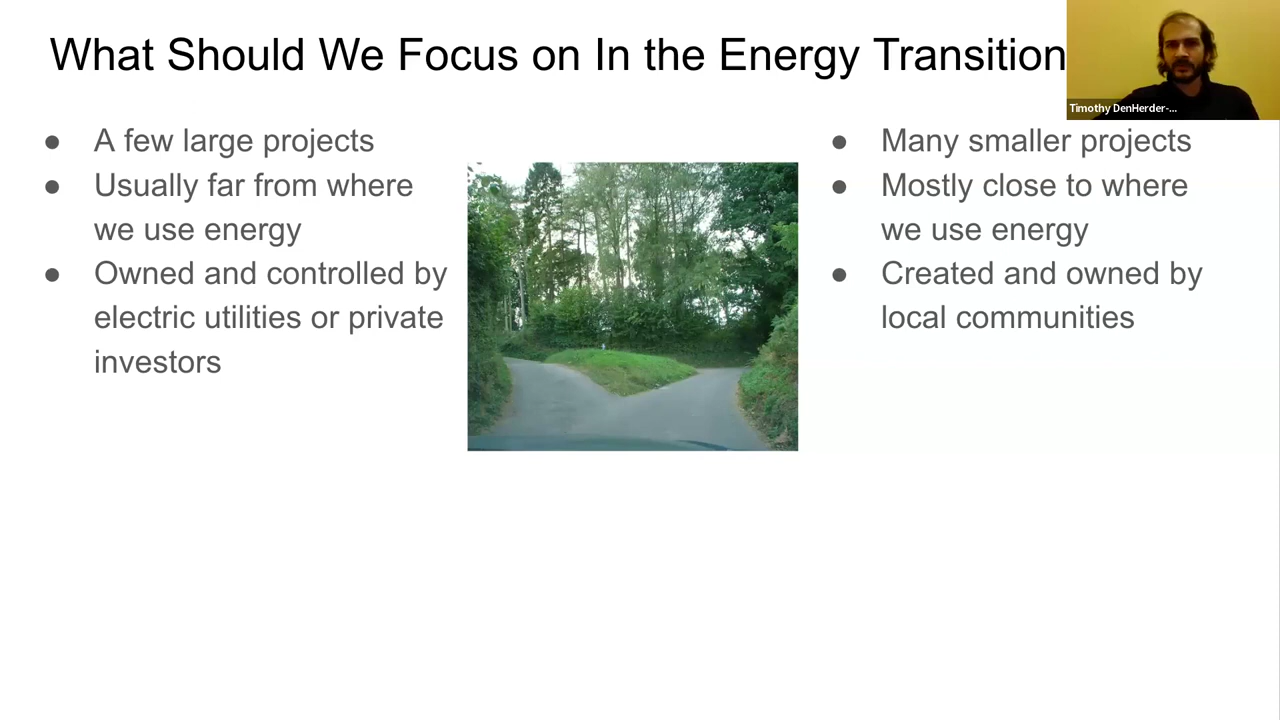 What Should We Focus on In the Energy Transition
Timothy DenHerder-...
● A few large projects
● Usually far from where
we use energy
● Owned and controlled by
electric utilities or private
investors
● Many smaller projects
● Mostly close to where
we use energy
● Created and owned by
local communities